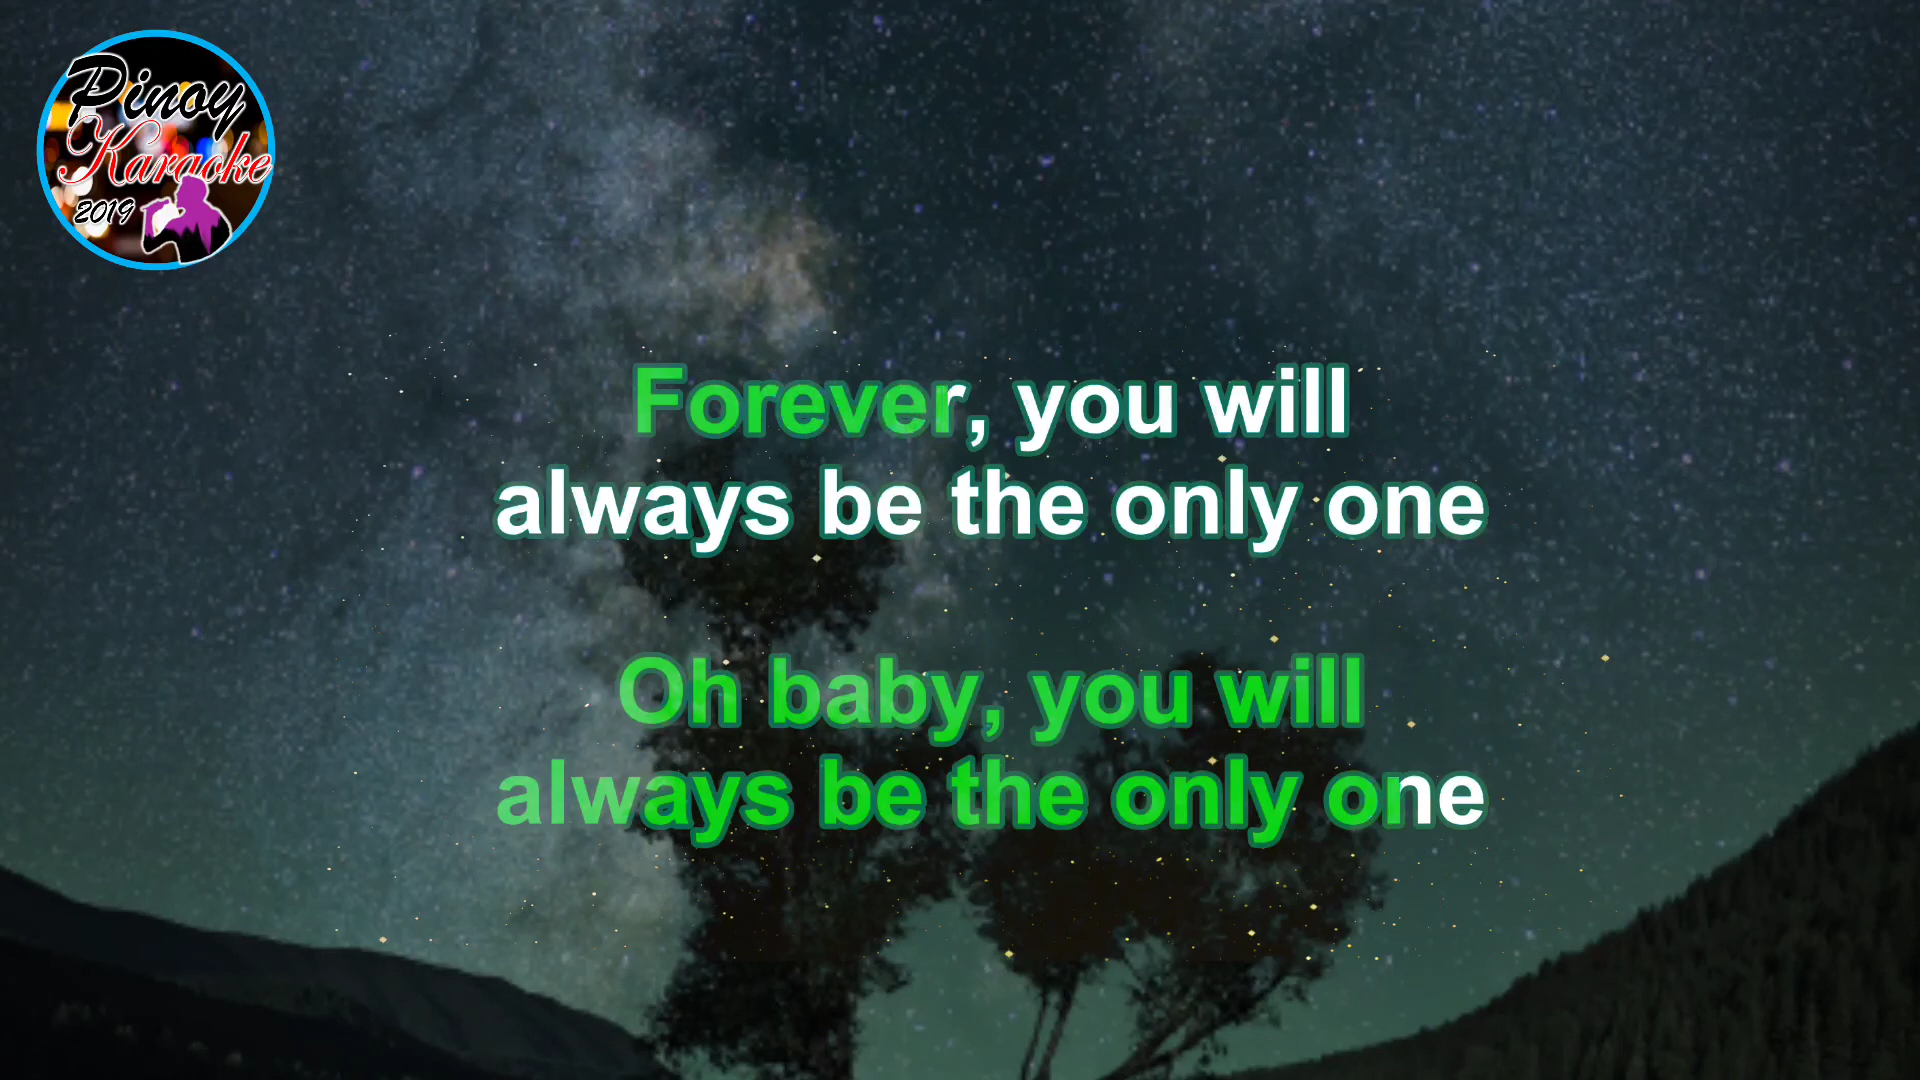 Pinoy
Karaoke
2019
Forever, you will
always be the only one
Oh baby, you will
always be the only one